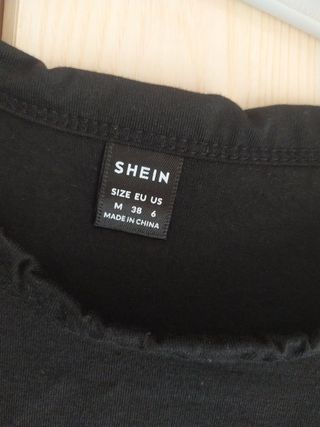 SHEIN
SIZE EU US
M 38 6
MADE IN CHINA